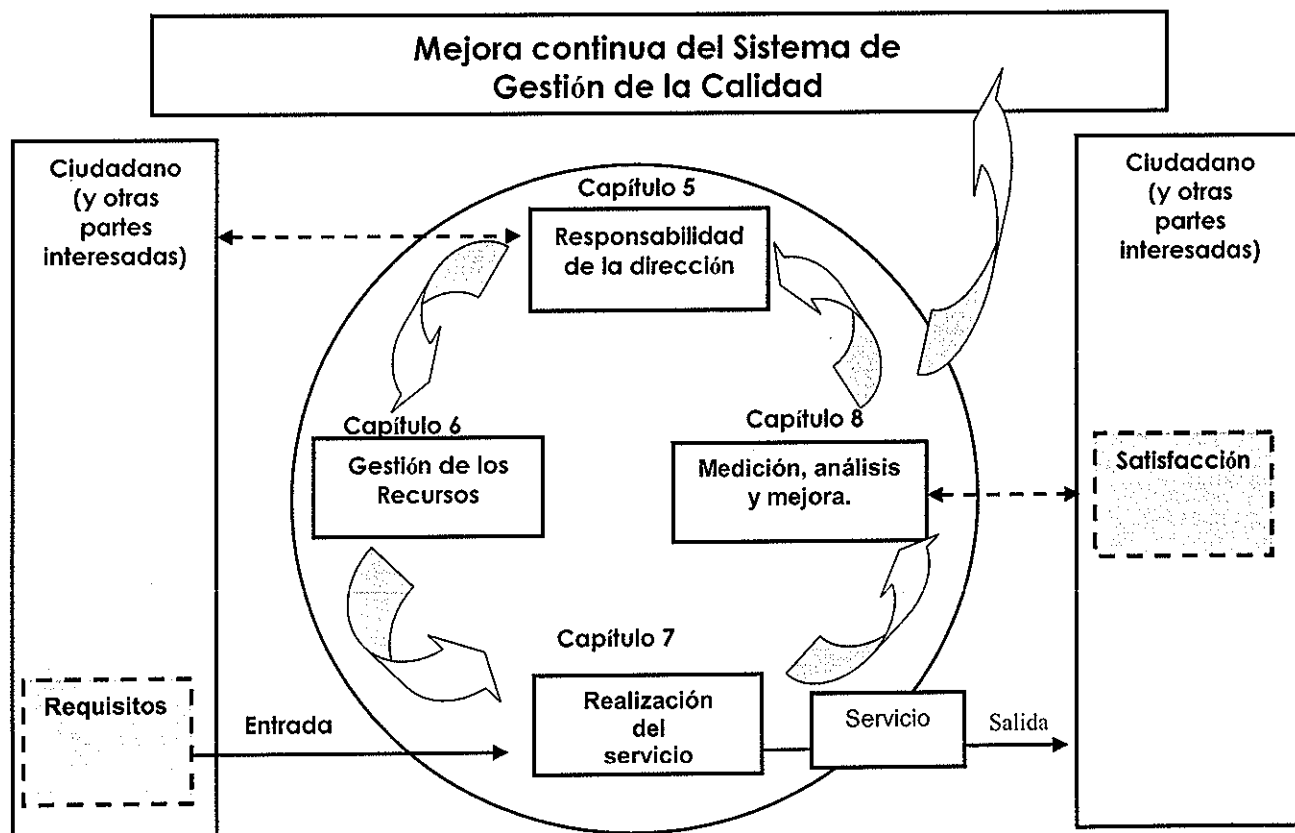 Mejora continua del Sistema de
Gestión de la Calidad
Ciudadano
(y otras
partes
interesadas)
Capítulo 5
Responsabilidad
de la dirección
Ciudadano
(y otras
partes
interesadas)
Capítulo 6
Gestión de los
Recursos
Capítulo 8
Medición, análisis
y mejora.
Satisfacción
Capítulo 7
Realización
del
servicio
Requisitos
Entrada
Servicio
Salida